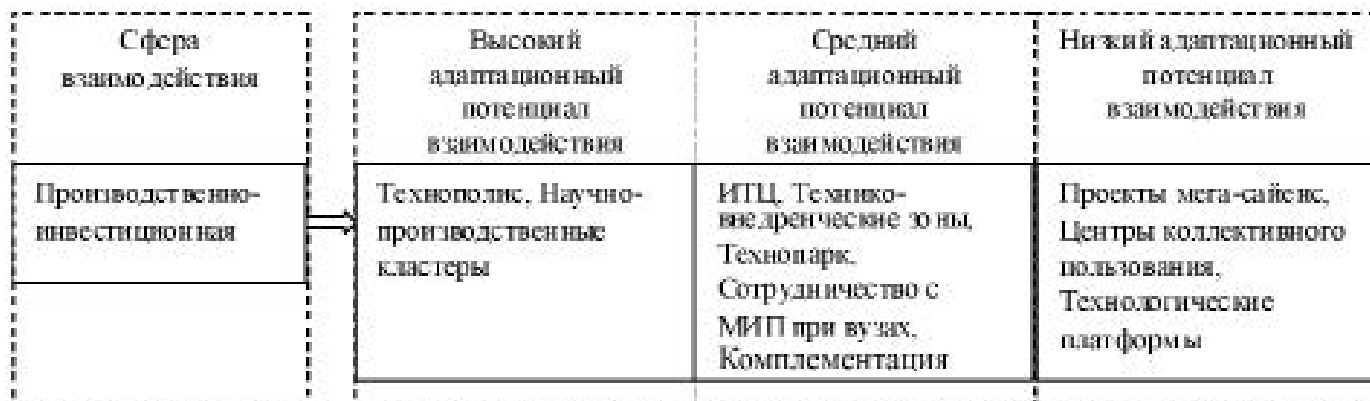 Сфера
взаимодействия
Высокий
адаптационный
потенциал
взаимодействия
Средний
адаптационный
потенциал
взаимодействия
Низкий адаптационный
потенциал
взаимодействия
Производственно-
инвестиционная
Технополис, Научно-
производственные
кластеры
ИТЦ, Технико-
внедренческие зоны,
Технопарк,
Сотрудничество с
МИП при вузах,
Комплементация
Проекты мега-сайенс,
Центры коллективного
пользования,
Технологические
платформы